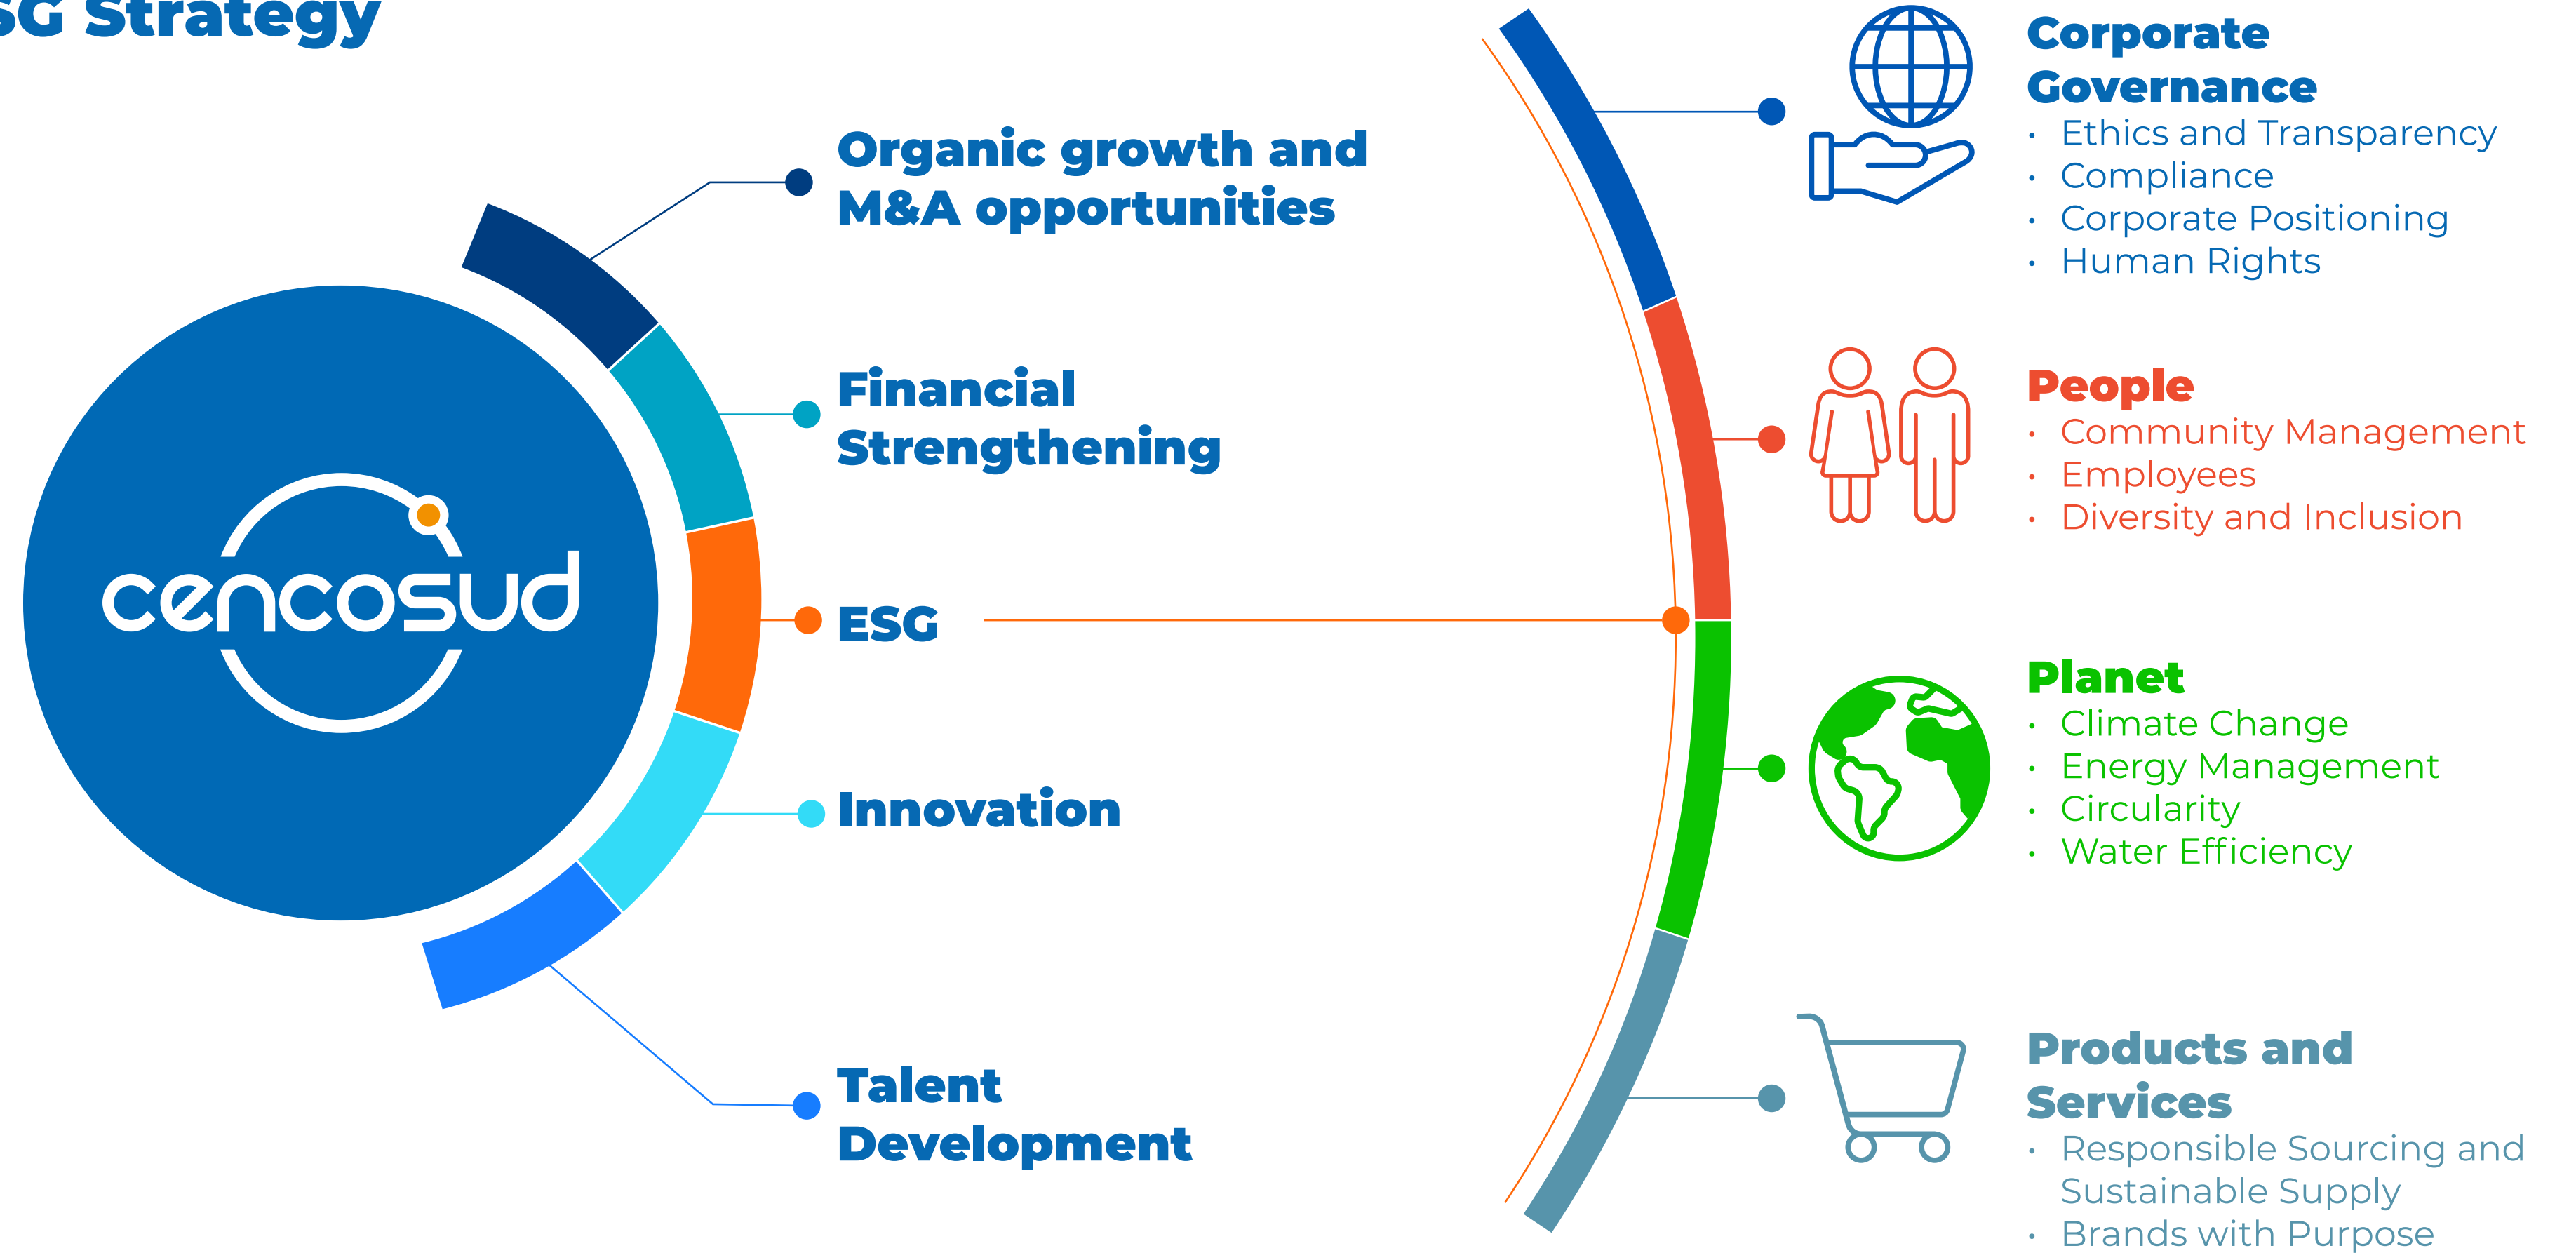 SG Strategy
Organic growth and
M&A opportunities
Financial
Strengthening
cencosud
ESG
Innovation
Talent
Development
Corporate
Governance
• Ethics and Transparency
• Compliance
• Corporate Positioning
• Human Rights
People
• Community Management
• Employees
• Diversity and Inclusion
Planet
• Climate Change
• Energy Management
• Circularity
• Water Efficiency
Products and
Services
• Responsible Sourcing and
Sustainable Supply
• Brands with Purpose